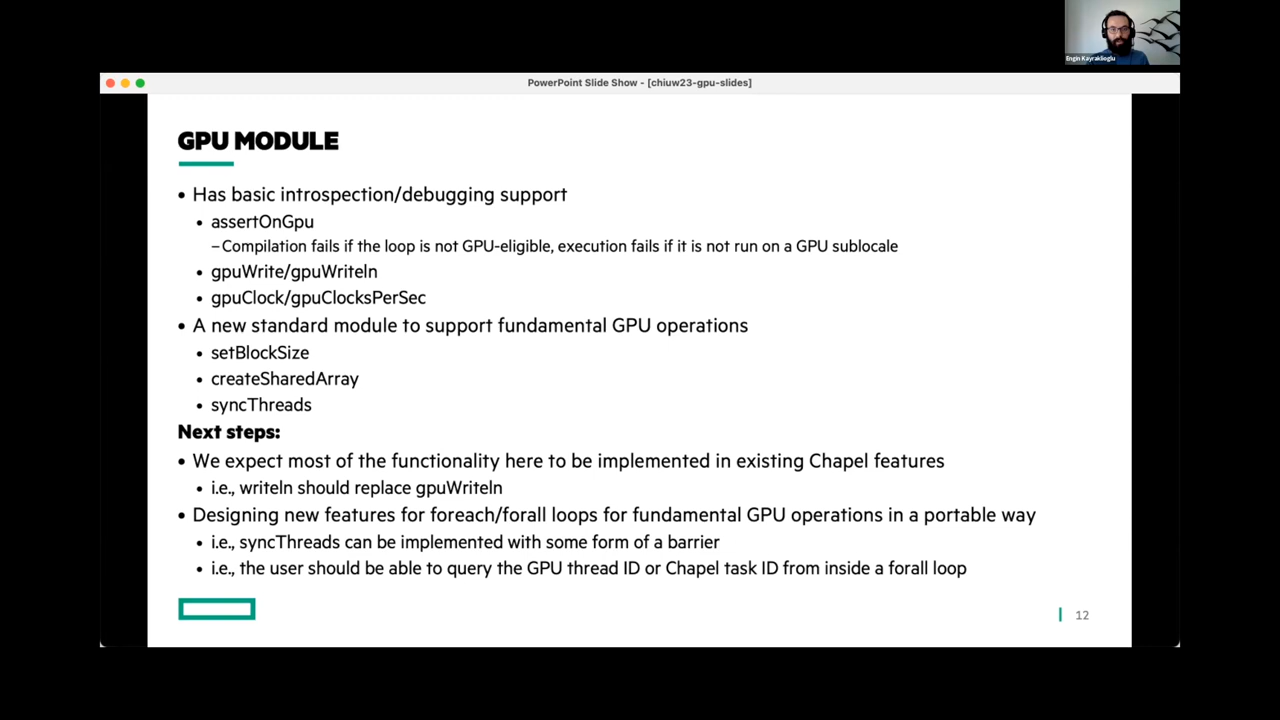 Engin Kayraklioglu
PowerPoint Slide Show - [chiuw23-gpu-slides]
GPU MODULE
• Has basic introspection/debugging support
• assertOnGpu
– Compilation fails if the loop is not GPU-eligible, execution fails if it is not run on a GPU sublocale
• gpuWrite/gpuWriteln
• gpuClock/gpuClocksPerSec
• A new standard module to support fundamental GPU operations
• setBlockSize
• createSharedArray
• syncThreads
Next steps:
• We expect most of the functionality here to be implemented in existing Chapel features
• i.e., writeln should replace gpuWriteln
• Designing new features for foreach/forall loops for fundamental GPU operations in a portable way
• i.e., syncThreads can be implemented with some form of a barrier
• i.e., the user should be able to query the GPU thread ID or Chapel task ID from inside a forall loop
12